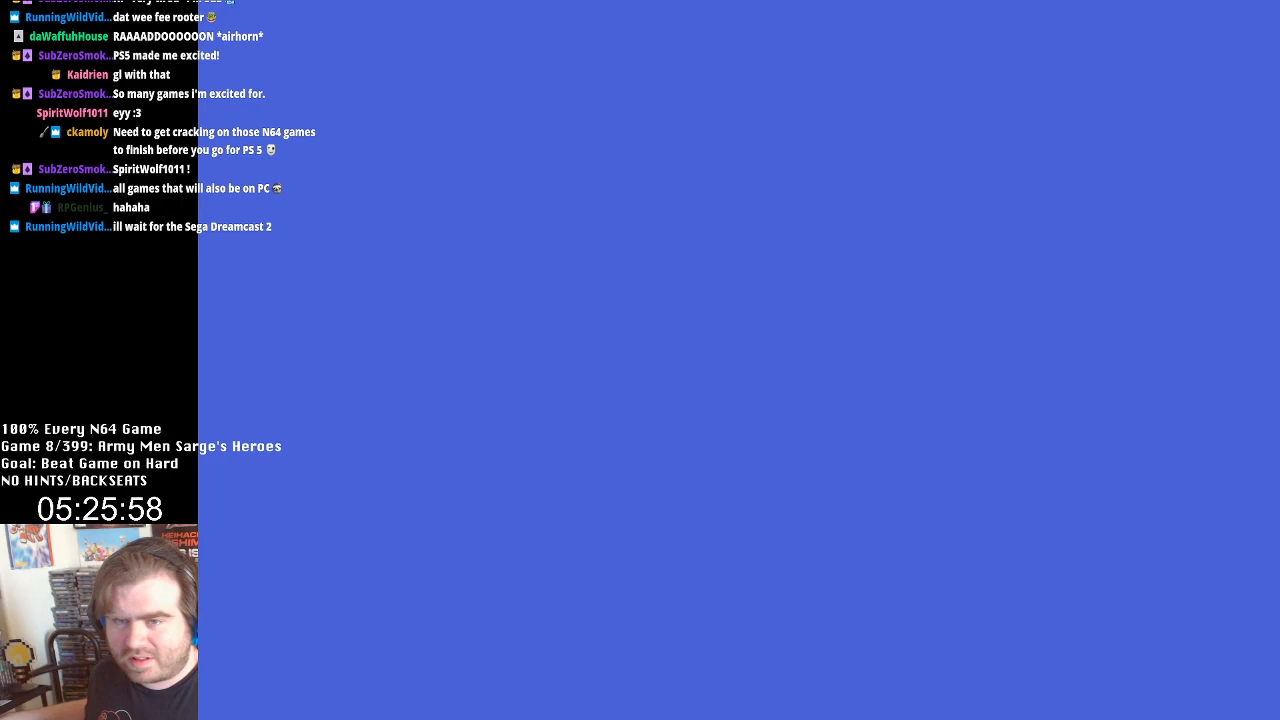 RunningWildVid... dat wee fee rooter
daWaffuhHouse RAAAADDOOOOOON *airhorn*
SubZeroSmok... PS5 made me excited!
Kaidrien gl with that
SubZeroSmok... So many games i'm excited for.
SpiritWolf1011 eyy :3
ckamoly Need to get cracking on those N64 games
to finish before you go for PS 5
SubZeroSmok... SpiritWolf1011 !
RunningWildVid... all games that will also be on PC
RPGenius_ hahaha
RunningWildVid... ill wait for the Sega Dreamcast 2
100% Every N64 Game
Game 8/399: Army Men Sarge's Heroes
Goal: Beat Game on Hard
NO HINTS/BACKSEATS
05:25:58